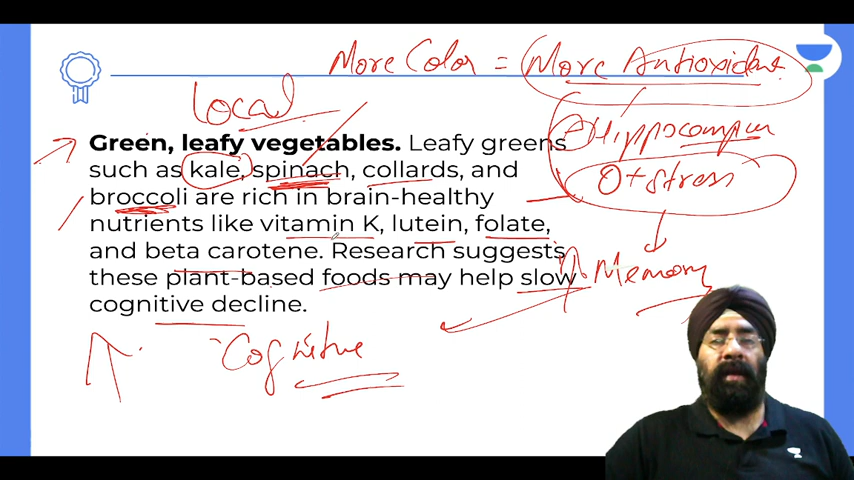 More Color = More Antioxidant
Local
Green, leafy vegetables. Leafy greens
such as kale, spinach, collards, and
broccoli are rich in brain-healthy
nutrients like vitamin K, lutein, folate,
and beta carotene. Research suggests
these plant-based foods may help slow
cognitive decline.
Hippocampus
stress
Memory
Cognitive